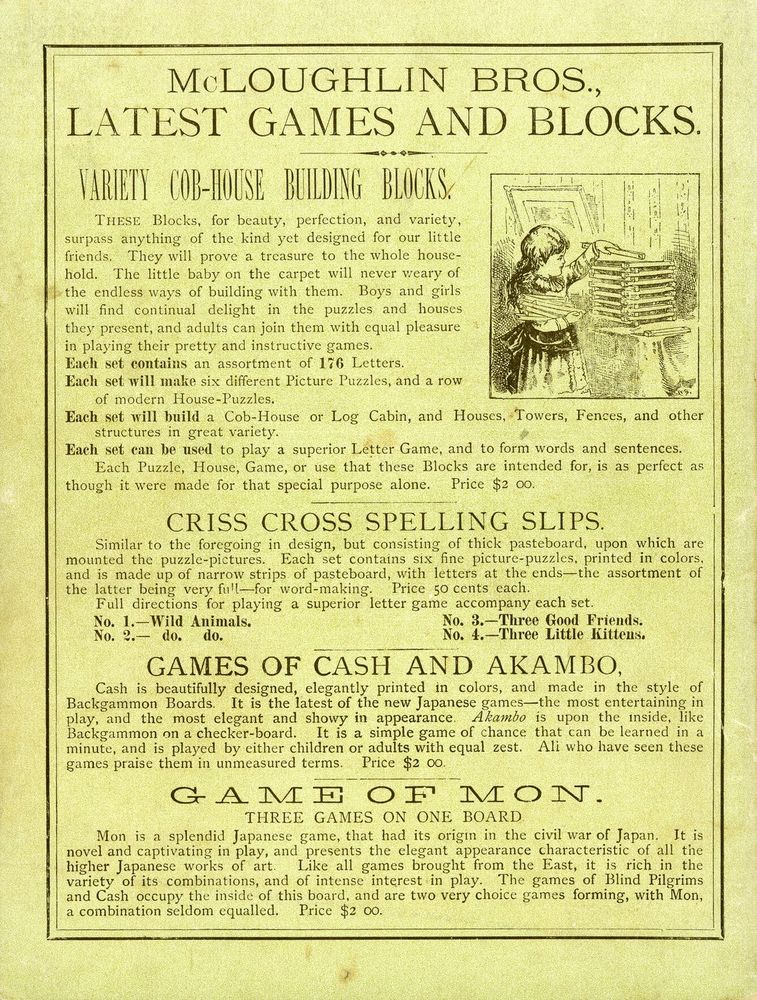 McLOUGHLIN BROS.,
LATEST GAMES AND BLOCKS.
VARIETY COB-HOUSE BUILDING BLOCKS.
THESE Blocks, for beauty, perfection, and variety,
surpass anything of the kind yet designed for our little
friends. They will prove a treasure to the whole house-
hold. The little baby on the carpet will never weary of
the endless ways of building with them. Boys and girls
will find continual delight in the puzzles and houses
they present, and adults can join them with equal pleasure
in playing their pretty and instructive games.
Each set contains an assortment of 176 Letters.
Each set will make six different Picture Puzzles, and a row
of modern House-Puzzles.
Each set will build a Cob-House or Log Cabin, and Houses, Towers, Fences, and other
structures in great variety.
Each set can be used to play a superior Letter Game, and to form words and sentences.
Each Puzzle, House, Game, or use that these Blocks are intended for, is as perfect as
though it were made for that special purpose alone. Price $2 00.
CRISS CROSS SPELLING SLIPS.
Similar to the foregoing in design, but consisting of thick pasteboard, upon which are
mounted the puzzle-pictures. Each set contains six fine picture-puzzles, printed in colors,
and is made up of narrow strips of pasteboard, with letters at the ends—the assortment of
the latter being very full—for word-making. Price 50 cents each.
Full directions for playing a superior letter game accompany each set.
No. 1.—Wild Animals. No. 3.—Three Good Friends.
No. 2.— do. do. No. 4.—Three Little Kittens.
GAMES OF CASH AND AKAMBO,
Cash is beautifully designed, elegantly printed in colors, and made in the style of
Backgammon Boards. It is the latest of the new Japanese games—the most entertaining in
play, and the most elegant and showy in appearance. Akambo is upon the inside, like
Backgammon on a checker-board. It is a simple game of chance that can be learned in a
minute, and is played by either children or adults with equal zest. All who have seen these
games praise them in unmeasured terms. Price $2 00.
GAME OF MON.
THREE GAMES ON ONE BOARD
Mon is a splendid Japanese game, that had its origin in the civil war of Japan. It is
novel and captivating in play, and presents the elegant appearance characteristic of all the
higher Japanese works of art. Like all games brought from the East, it is rich in the
variety of its combinations, and of intense interest in play. The games of Blind Pilgrims
and Cash occupy the inside of this board, and are two very choice games forming, with Mon,
a combination seldom equalled. Price $2 00.